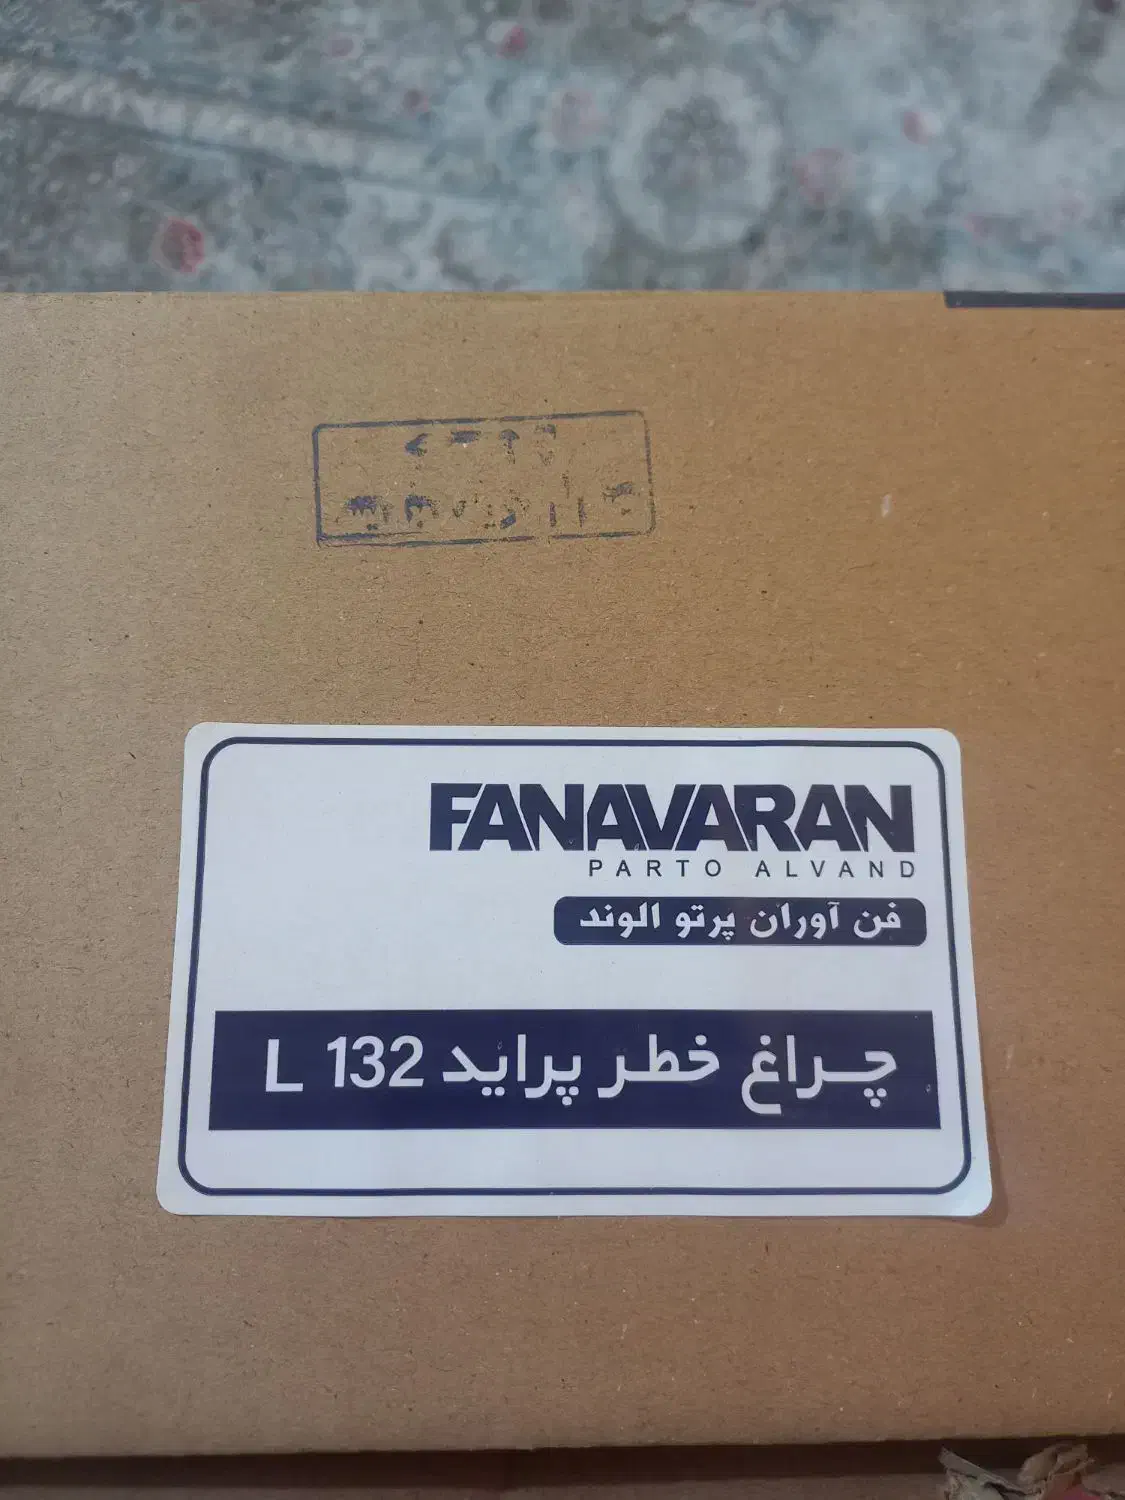 FANAVARAN
PARTO ALVAND
فن آوران پرتو الوند
چراغ خطر پراید 132 L